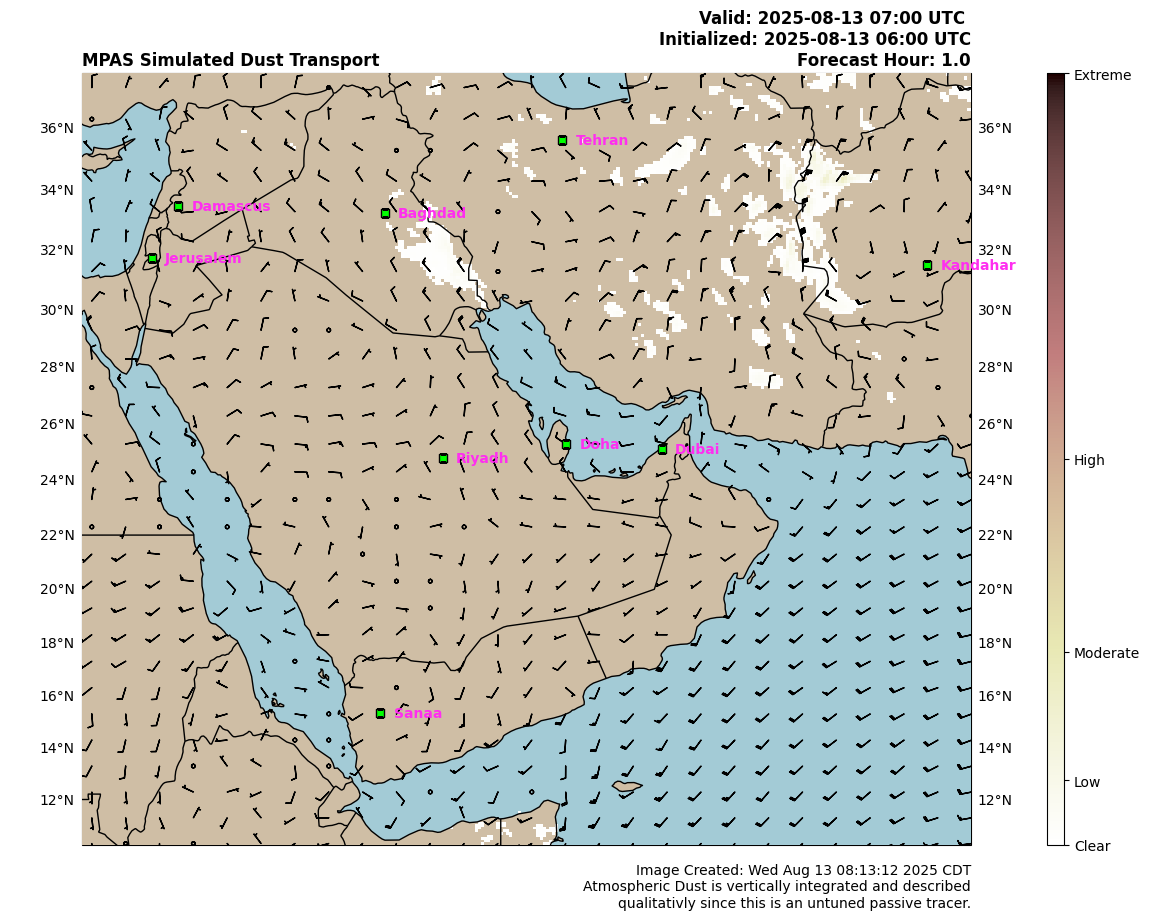 Valid: 2025-08-13 07:00 UTC
Initialized: 2025-08-13 06:00 UTC
MPAS Simulated Dust Transport
Forecast Hour: 1.0
Extreme
36°N
36°N
Tehran
34°N
34°N
Damascus
Baghdad
32°N
32°N
Jerusalem
Kandahar
30°N
30°N
28°N
28°N
26°N
26°N
Doha
Dubai
Riyadh
High
24°N
24°N
22°N
22°N
20°N
20°N
18°N
18°N
Moderate
16°N
16°N
Sanaa
14°N
14°N
Low
12°N
12°N
Clear
Image Created: Wed Aug 13 08:13:12 2025 CDT
Atmospheric Dust is vertically integrated and described
qualitativly since this is an untuned passive tracer.